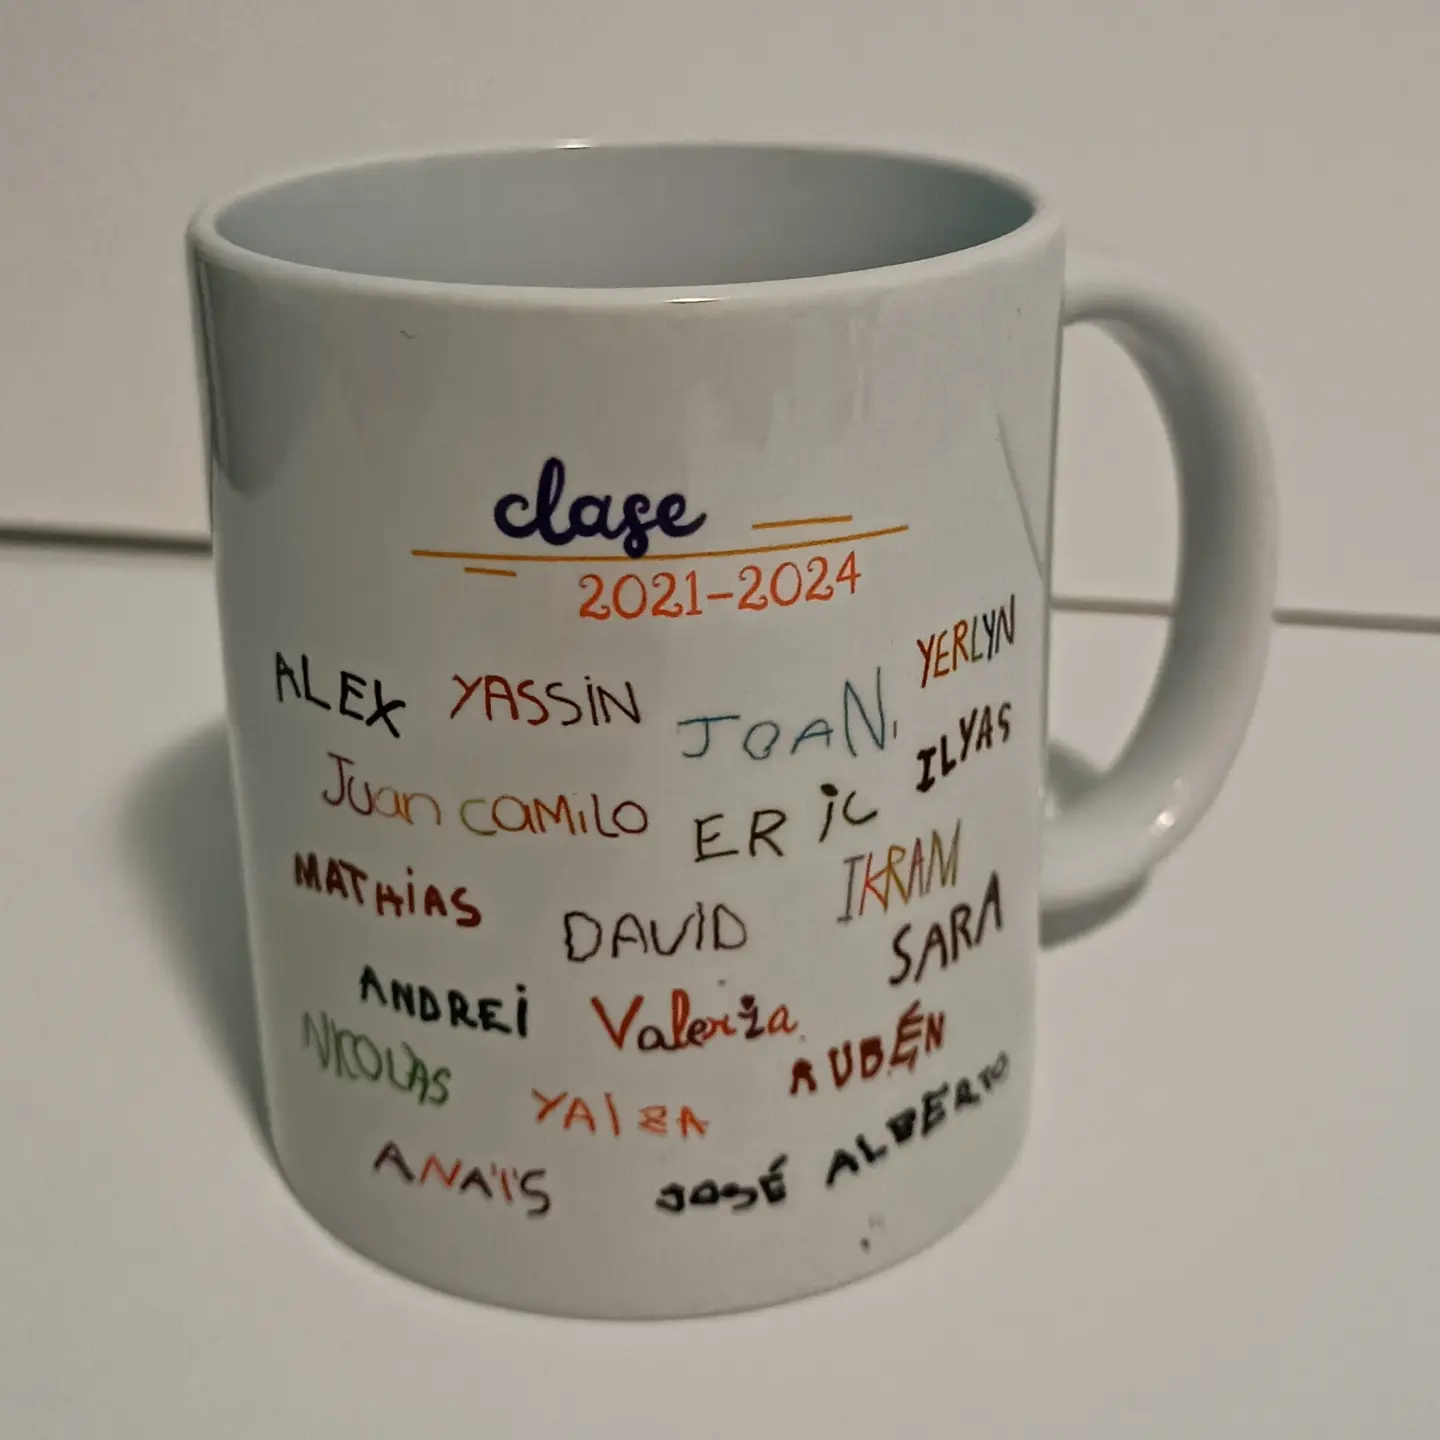 clase
2021-2024
ALEX YASSiN JOAN. YERLYN
Juan CAMiLO ERiC ILYAS
MATHiAS DAViD IKRAM
SARA
ANDREi Valeria
NICOLAS YAIZA RUBÉN
ANAÏS JOSÉ ALBERTO